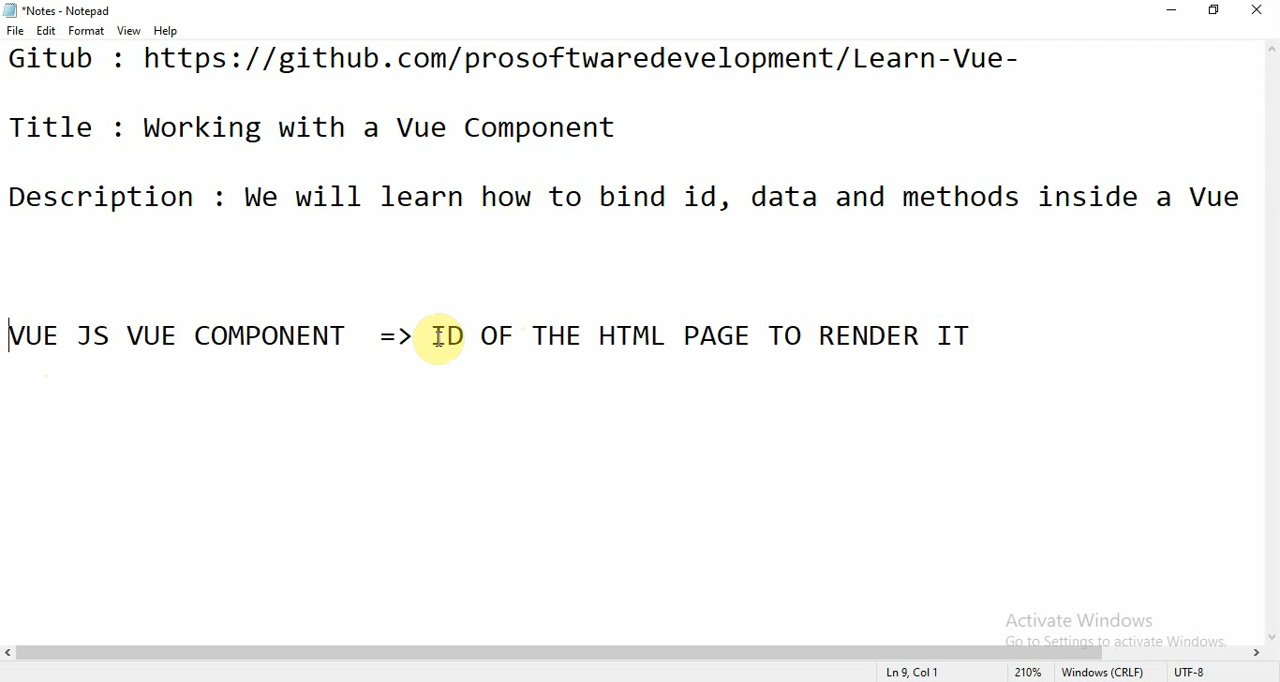 *Notes - Notepad
File Edit Format View Help
Gitub : https://github.com/prosoftwaredevelopment/Learn-Vue-
Title : Working with a Vue Component
Description : We will learn how to bind id, data and methods inside a Vue
VUE JS VUE COMPONENT => ID OF THE HTML PAGE TO RENDER IT
Activate Windows
Go to Settings to activate Windows.
Ln 9, Col 1 210% Windows (CRLF) UTF-8